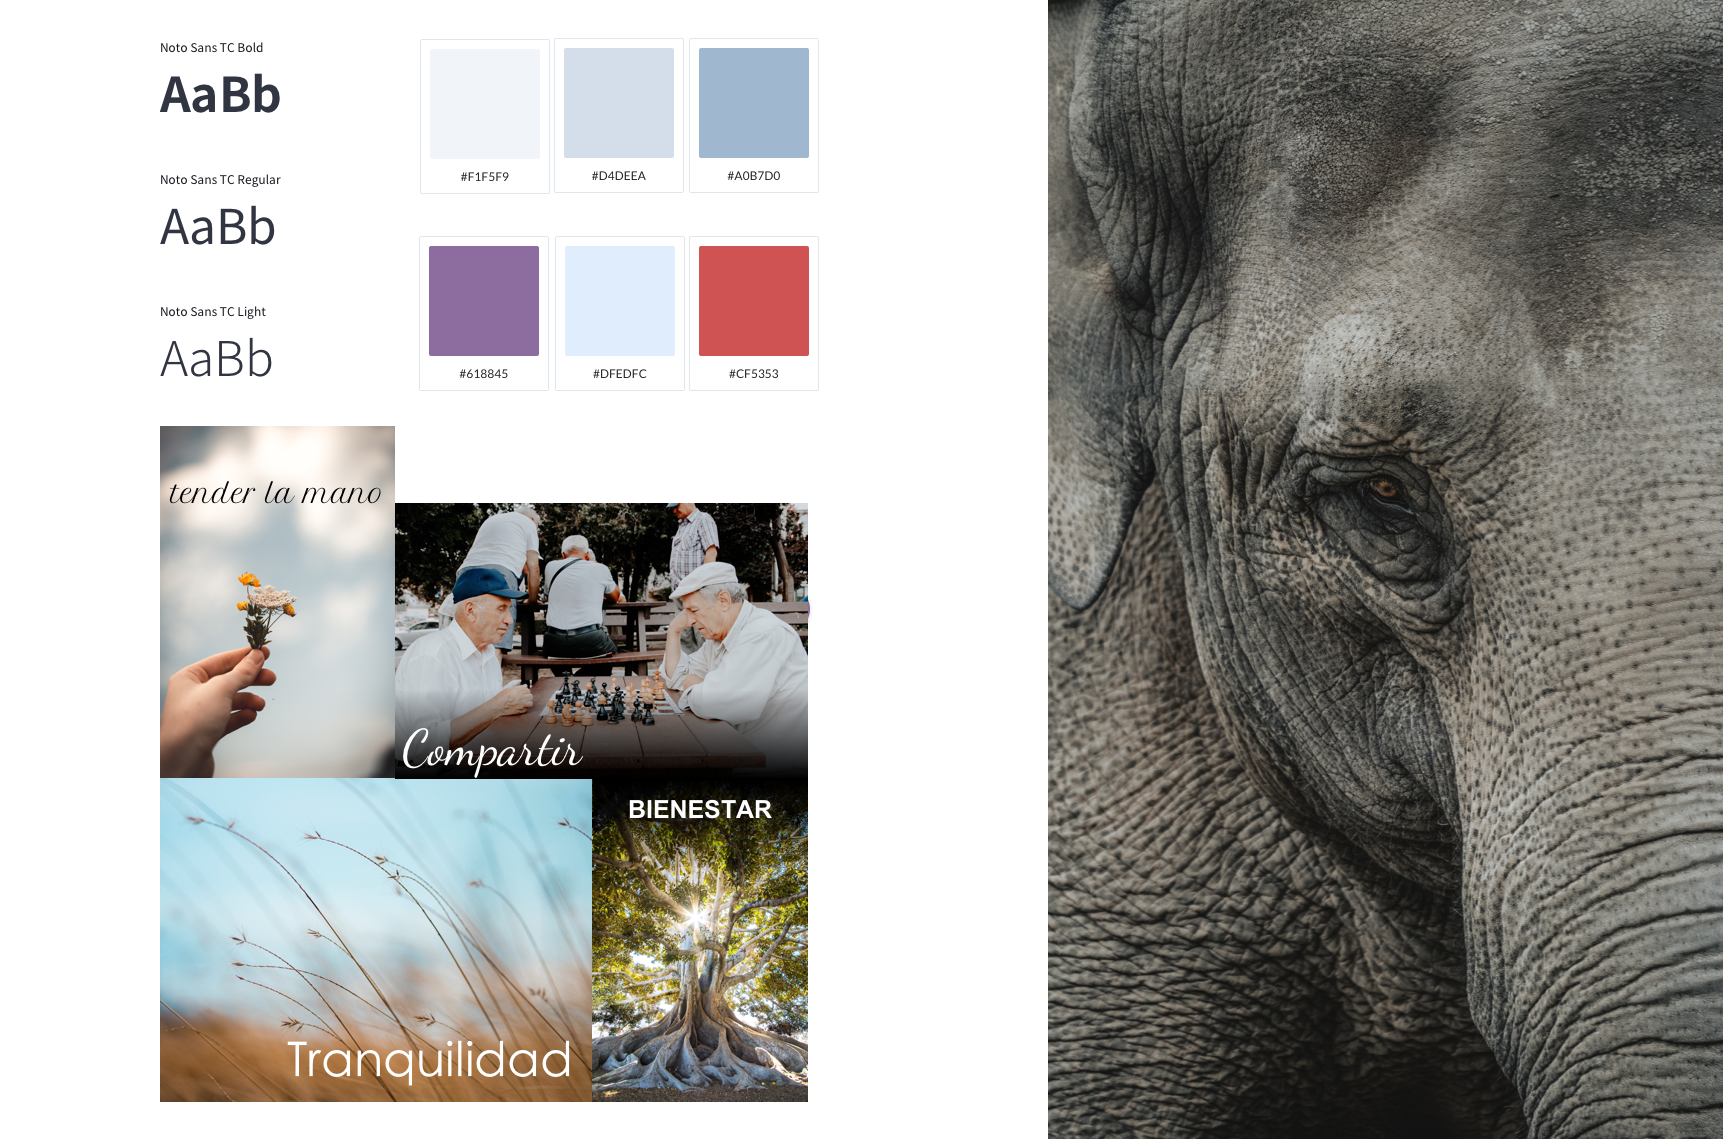 Noto Sans TC Bold
AaBb
Noto Sans TC Regular
AaBb
Noto Sans TC Light
AaBb
#F1F5F9
#D4DEEA
#A0B7D0
#618845
#DFEDFC
#CF5353
tender la mano
Compartir
BIENESTAR
Tranquilidad